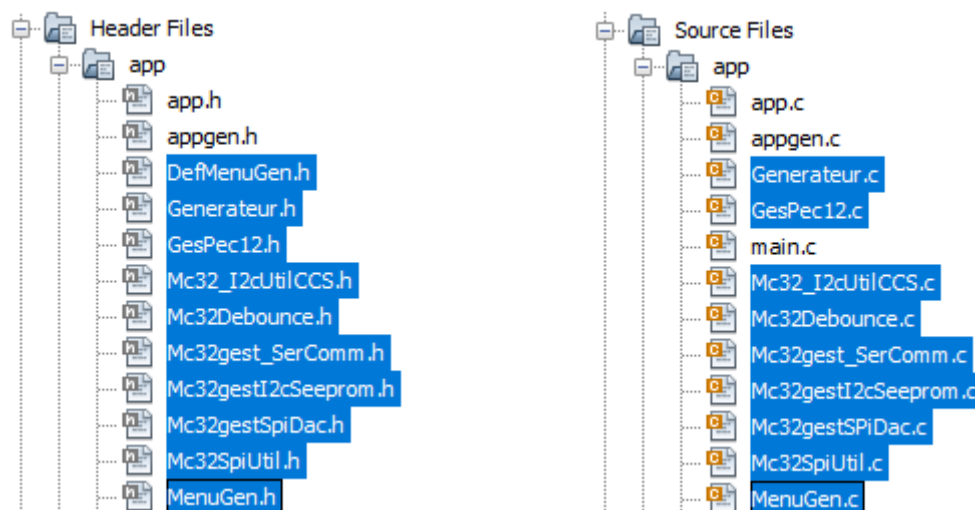 Header Files
app
app.h
appgen.h
DefMenuGen.h
Generateur.h
GesPec12.h
Mc32_I2cUtilCCS.h
Mc32Debounce.h
Mc32gest_SerComm.h
Mc32gestI2cSeeprom.h
Mc32gestSpiDac.h
Mc32SpiUtil.h
MenuGen.h
Source Files
app
app.c
appgen.c
Generateur.c
GesPec12.c
main.c
Mc32_I2cUtilCCS.c
Mc32Debounce.c
Mc32gest_SerComm.c
Mc32gestI2cSeeprom.c
Mc32gestSPiDac.c
Mc32SpiUtil.c
MenuGen.c